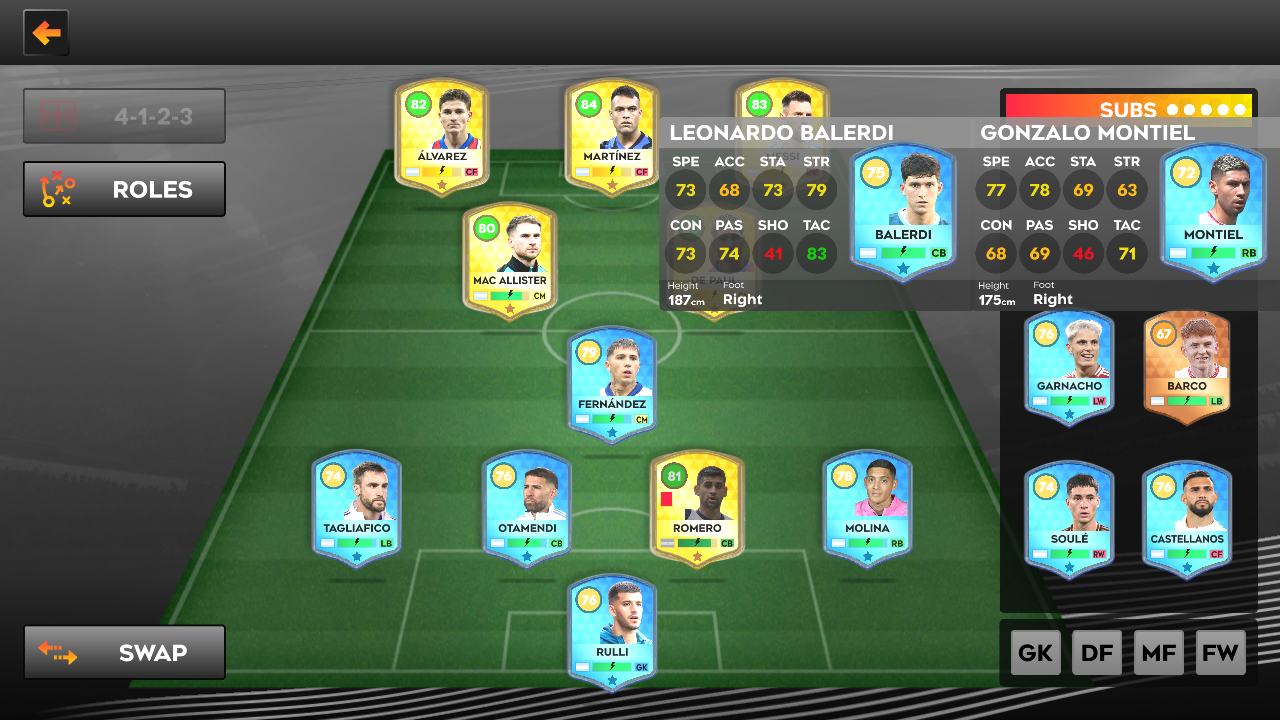 4-1-2-3
ROLES
82
ÁLVAREZ
CF
84
MARTÍNEZ
CF
83
MESSI
SUBS
LEONARDO BALERDI
SPE ACC STA STR
73 68 73 79
CON PAS SHO TAC
73 74 41 83
Height Foot
187cm Right
75
BALERDI
CB
GONZALO MONTIEL
SPE ACC STA STR
77 78 69 63
CON PAS SHO TAC
68 69 46 71
Height Foot
175cm Right
72
MONTIEL
RB
80
MAC ALLISTER
CM
DE PAUL
79
FERNÁNDEZ
CM
76
GARNACHO
LW
67
BARCO
LB
74
TAGLIAFICO
LB
76
OTAMENDI
CB
81
ROMERO
CB
78
MOLINA
RB
74
SOULÉ
RW
76
CASTELLANOS
CF
76
RULLI
GK
SWAP
GK DF MF FW